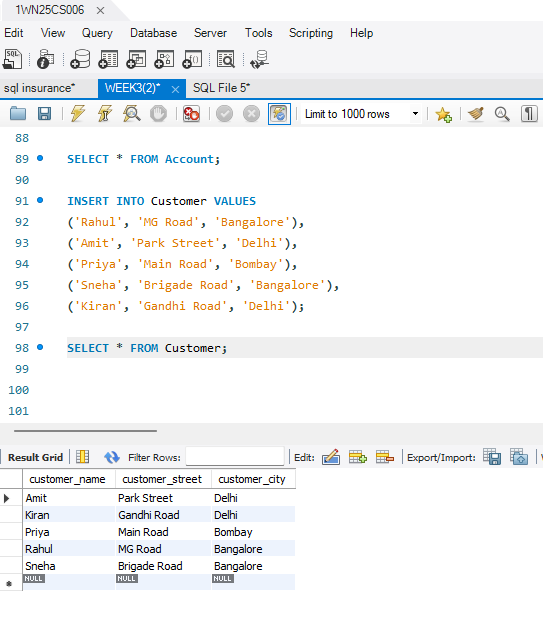 1WN25CS006
Edit View Query Database Server Tools Scripting Help
sql insurance* WEEK3(2)* SQL File 5*
Limit to 1000 rows
88
89 SELECT * FROM Account;
90
91 INSERT INTO Customer VALUES
92 ('Rahul', 'MG Road', 'Bangalore'),
93 ('Amit', 'Park Street', 'Delhi'),
94 ('Priya', 'Main Road', 'Bombay'),
95 ('Sneha', 'Brigade Road', 'Bangalore'),
96 ('Kiran', 'Gandhi Road', 'Delhi');
97
98 SELECT * FROM Customer;
99
100
101
Result Grid Filter Rows: Edit: Export/Import:
customer_name customer_street customer_city
Amit Park Street Delhi
Kiran Gandhi Road Delhi
Priya Main Road Bombay
Rahul MG Road Bangalore
Sneha Brigade Road Bangalore
NULL NULL NULL